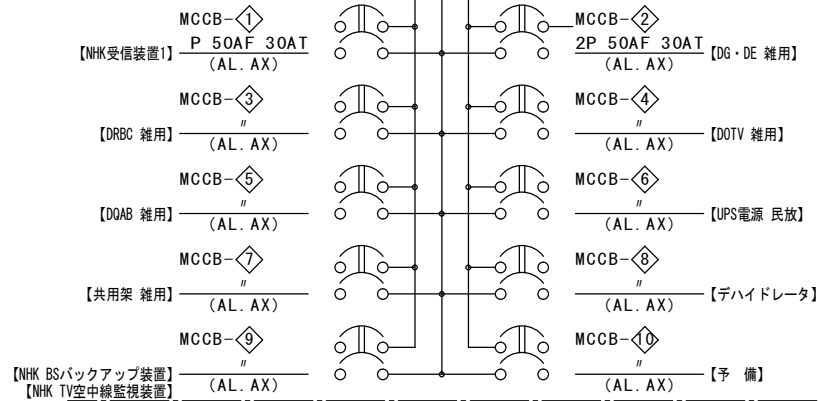 MCCB-1
【NHK受信装置1】 P 50AF 30AT
(AL.AX)
MCCB-2
2P 50AF 30AT 【DG・DE 雑用】
(AL.AX)
MCCB-3
【DRBC 雑用】 〃
(AL.AX)
MCCB-4
〃 【DOTV 雑用】
(AL.AX)
MCCB-5
【DQAB 雑用】 〃
(AL.AX)
MCCB-6
〃 【UPS電源 民放】
(AL.AX)
MCCB-7
【共用架 雑用】 〃
(AL.AX)
MCCB-8
〃 【デハイドレータ】
(AL.AX)
MCCB-9
【NHK BSバックアップ装置】 〃
【NHK TV空中線監視装置】 (AL.AX)
MCCB-10
〃 【予 備】
(AL.AX)